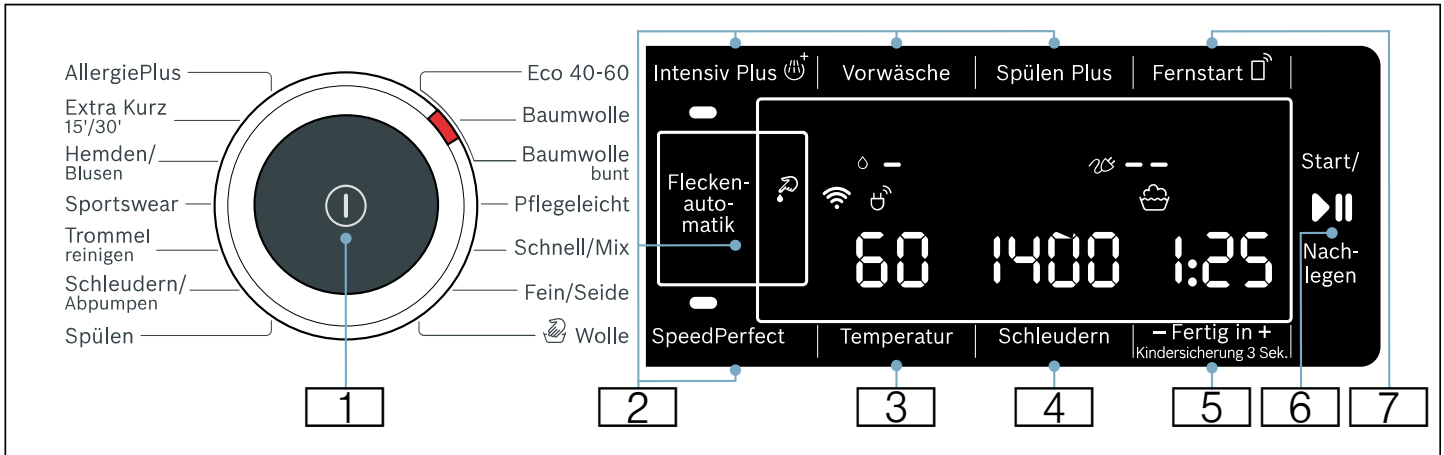 AllergiePlus
Extra Kurz
15'/30'
Hemden/
Blusen
Sportswear
Trommel
reinigen
Schleudern/
Abpumpen
Spülen
Eco 40-60
Baumwolle
Baumwolle
bunt
Pflegeleicht
Schnell/Mix
Fein/Seide
Wolle
Intensiv Plus
Vorwäsche
Spülen Plus
Fernstart
Flecken-
auto-
matik
60
1400
1:25
Start/
Nach-
legen
SpeedPerfect
Temperatur
Schleudern
– Fertig in +
Kindersicherung 3 Sek.
1
2
3
4
5
6
7